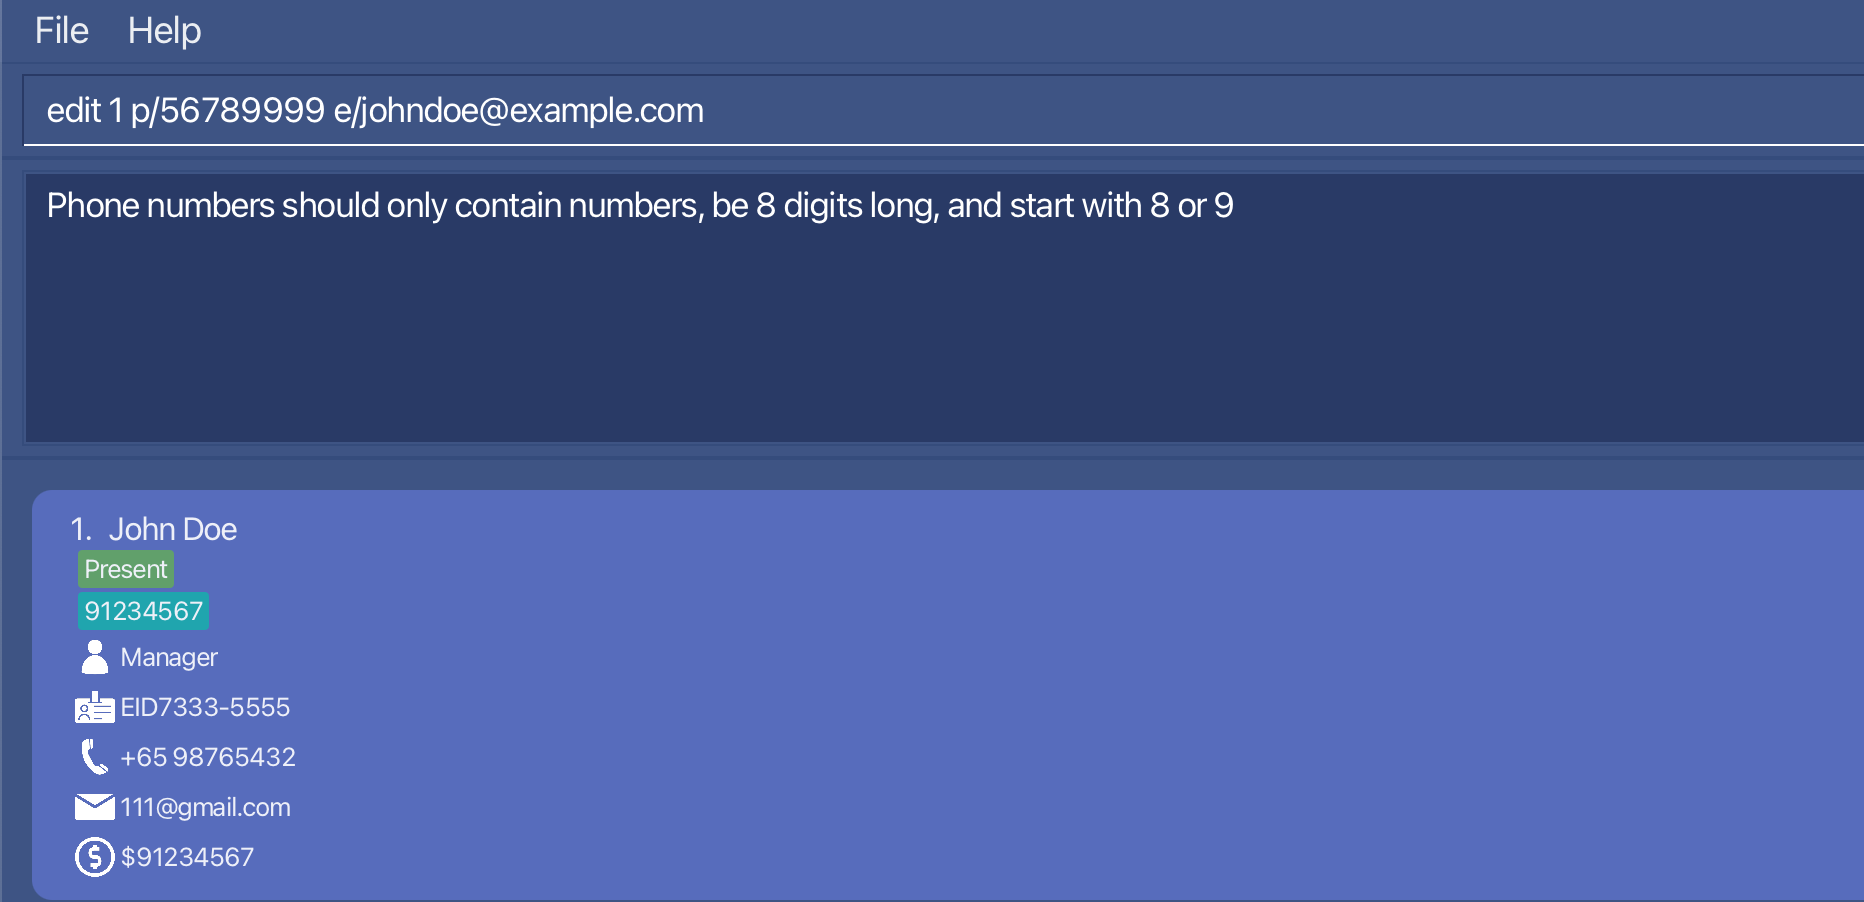 File Help
edit 1 p/56789999 e/johndoe@example.com
Phone numbers should only contain numbers, be 8 digits long, and start with 8 or 9
1. John Doe
Present
91234567
Manager
EID7333-5555
+65 98765432
111@gmail.com
$91234567